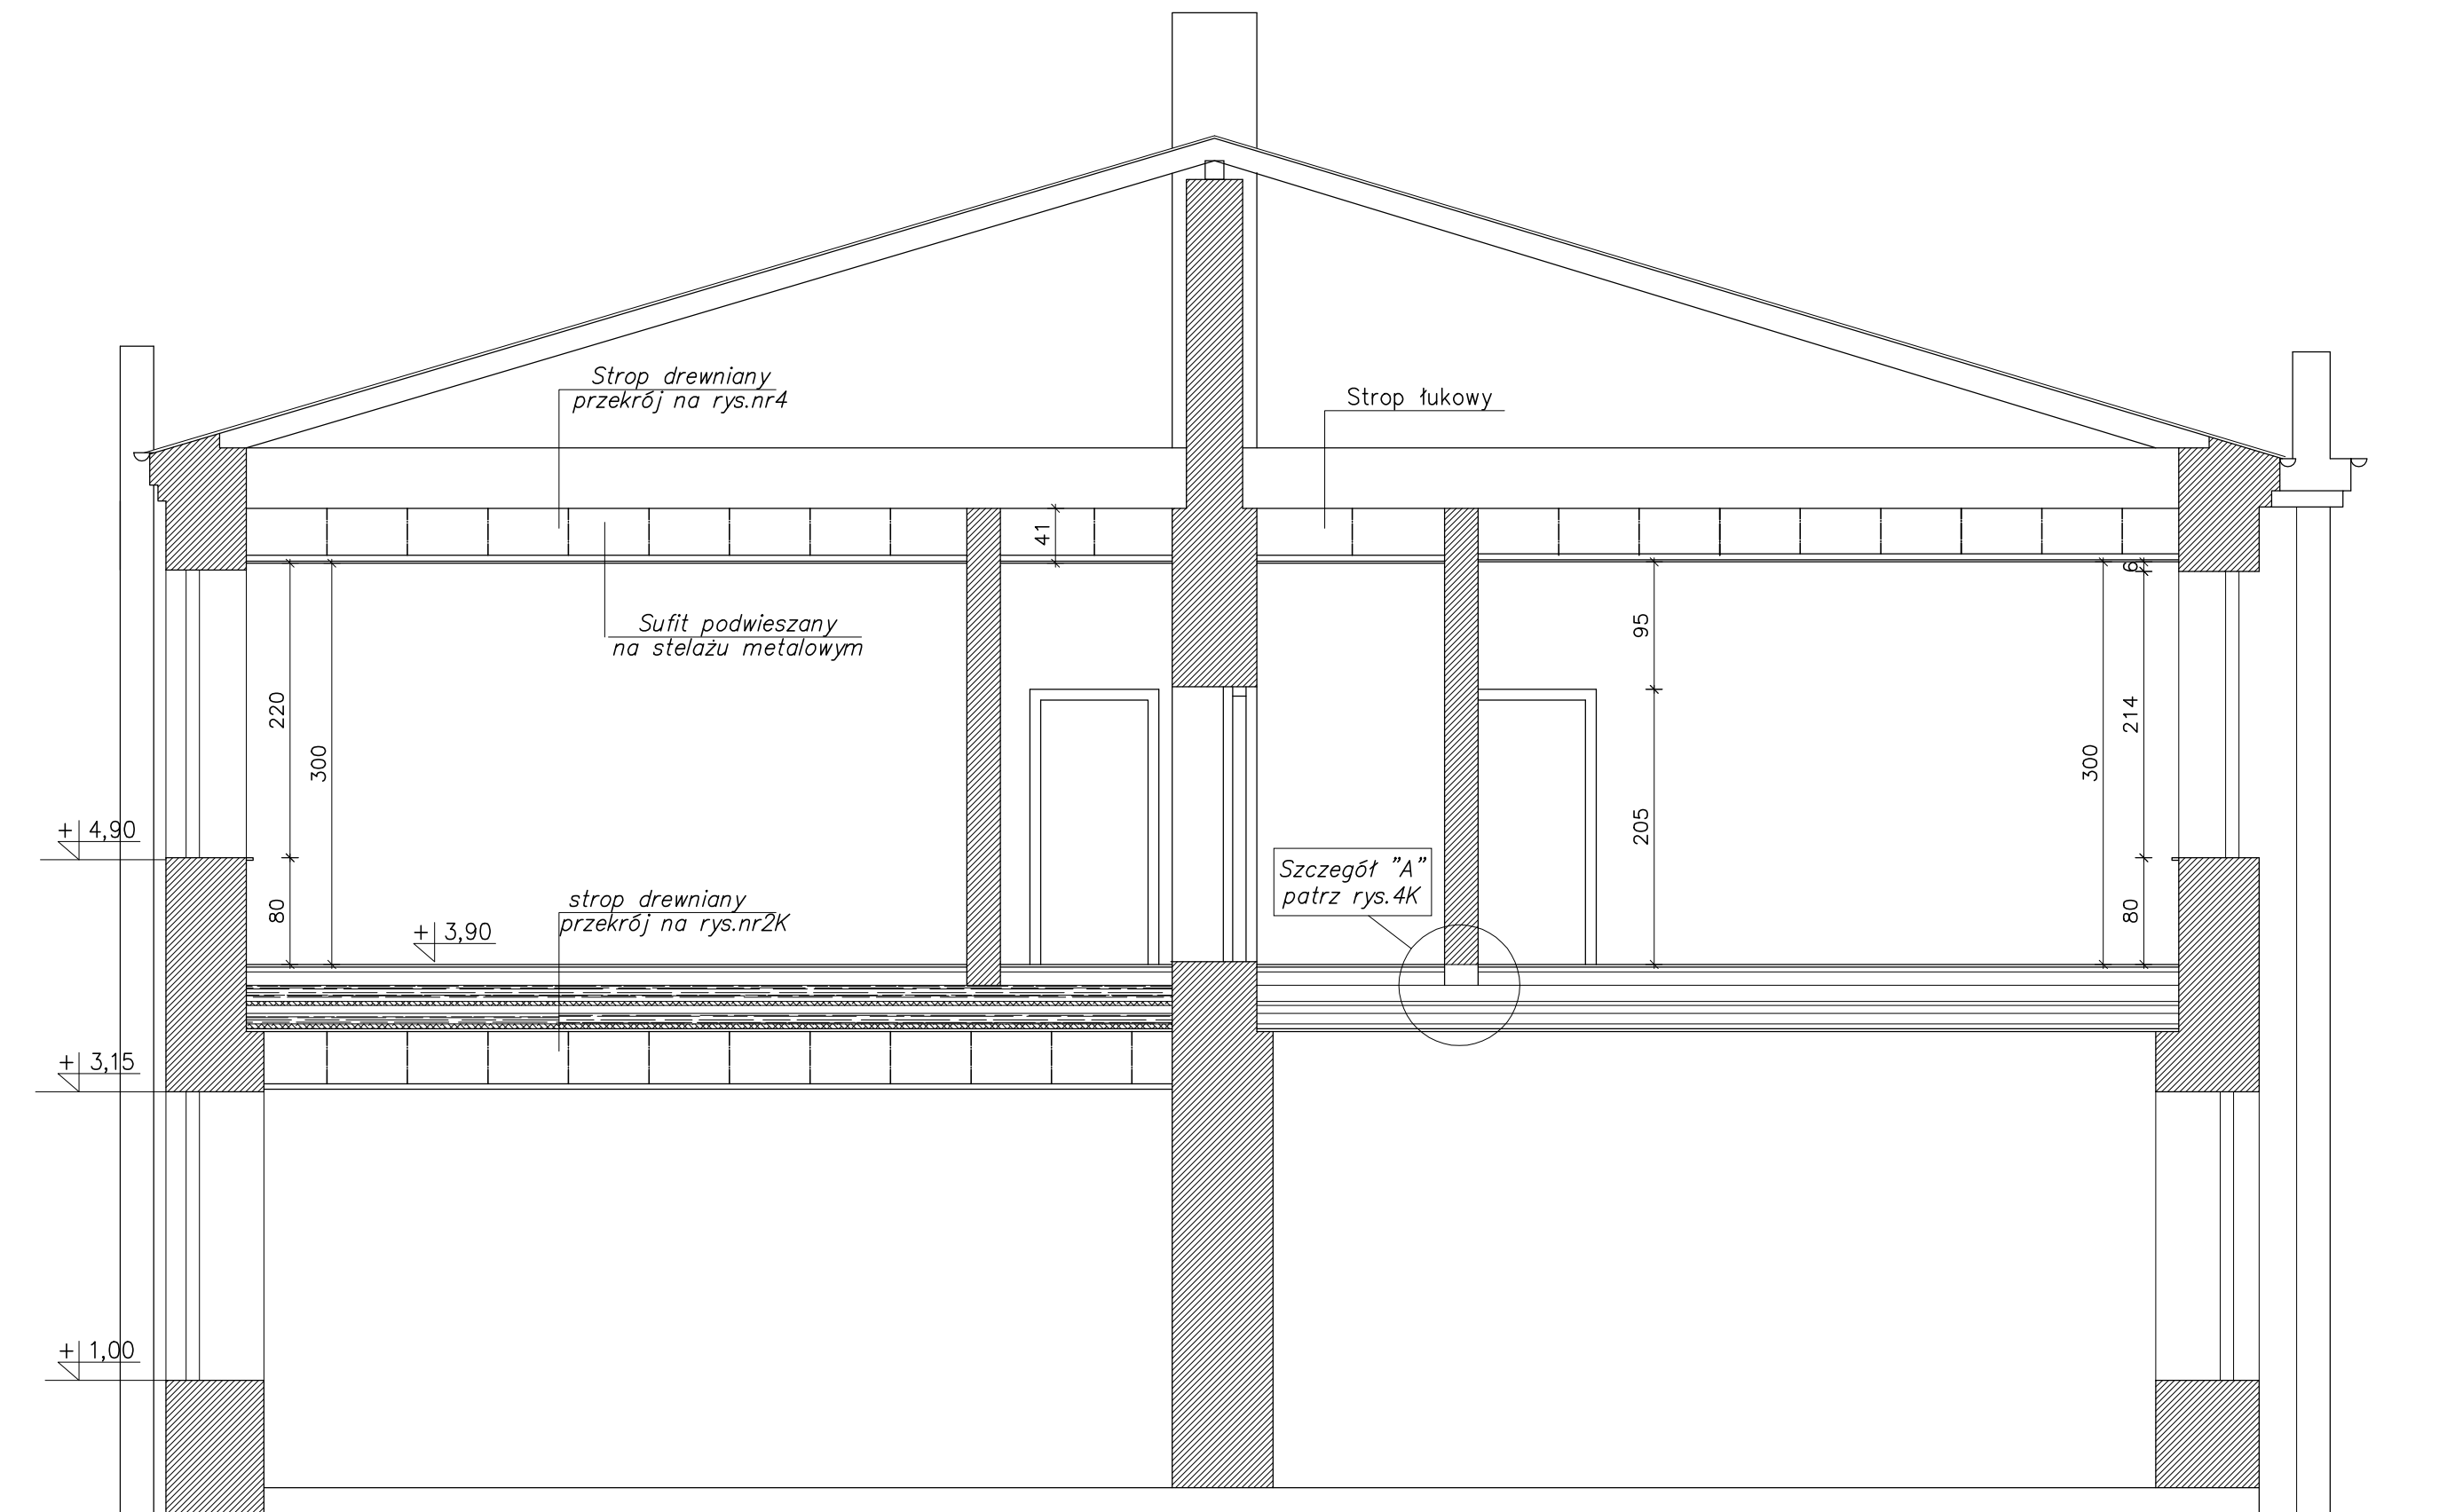 Strop drewniany
przekrój na rys.nr4
Strop łukowy
41
6
Sufit podwieszany
na stelażu metalowym
95
220
300
214
300
205
+ 4,90
Szczegół "A"
patrz rys.4K
80
strop drewniany
przekrój na rys.nr2K
80
+ 3,90
+ 3,15
+ 1,00